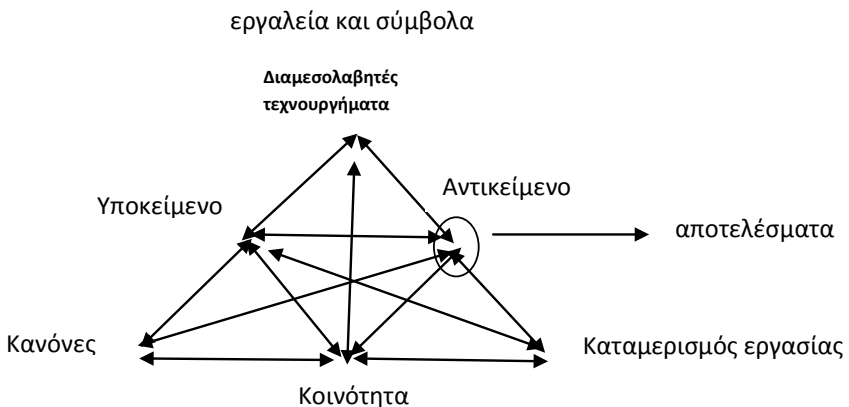 εργαλεία και σύμβολα
Διαμεσολαβητές
τεχνουργήματα
Αντικείμενο
Υποκείμενο
αποτελέσματα
Κανόνες
Καταμερισμός εργασίας
Κοινότητα